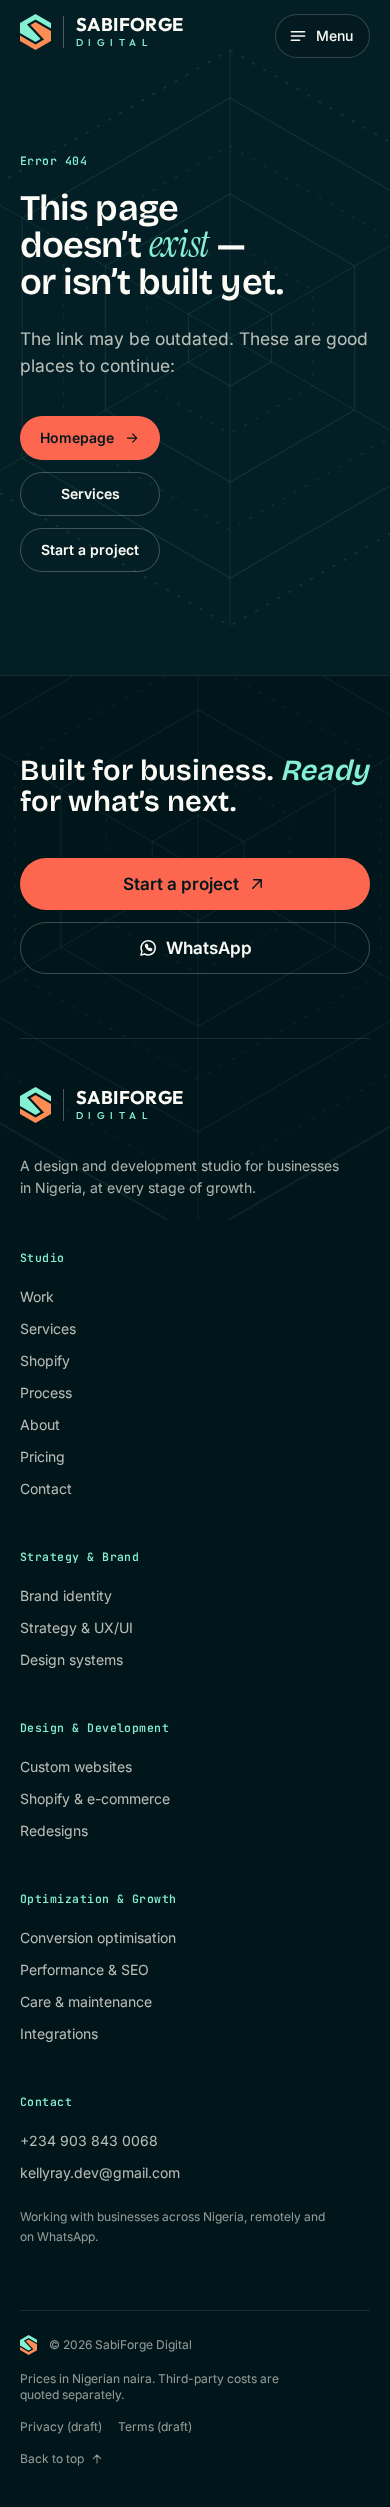 SABIFORGE
DIGITAL
Menu
Error 404
This page
doesn’t exist —
or isn’t built yet.
The link may be outdated. These are good
places to continue:
Homepage →
Services
Start a project
Built for business. Ready
for what’s next.
Start a project ↗
WhatsApp
SABIFORGE
DIGITAL
A design and development studio for businesses
in Nigeria, at every stage of growth.
Studio
Work
Services
Shopify
Process
About
Pricing
Contact
Strategy & Brand
Brand identity
Strategy & UX/UI
Design systems
Design & Development
Custom websites
Shopify & e-commerce
Redesigns
Optimization & Growth
Conversion optimisation
Performance & SEO
Care & maintenance
Integrations
Contact
+234 903 843 0068
kellyray.dev@gmail.com
Working with businesses across Nigeria, remotely and
on WhatsApp.
© 2026 SabiForge Digital
Prices in Nigerian naira. Third-party costs are
quoted separately.
Privacy (draft) Terms (draft)
Back to top ↑